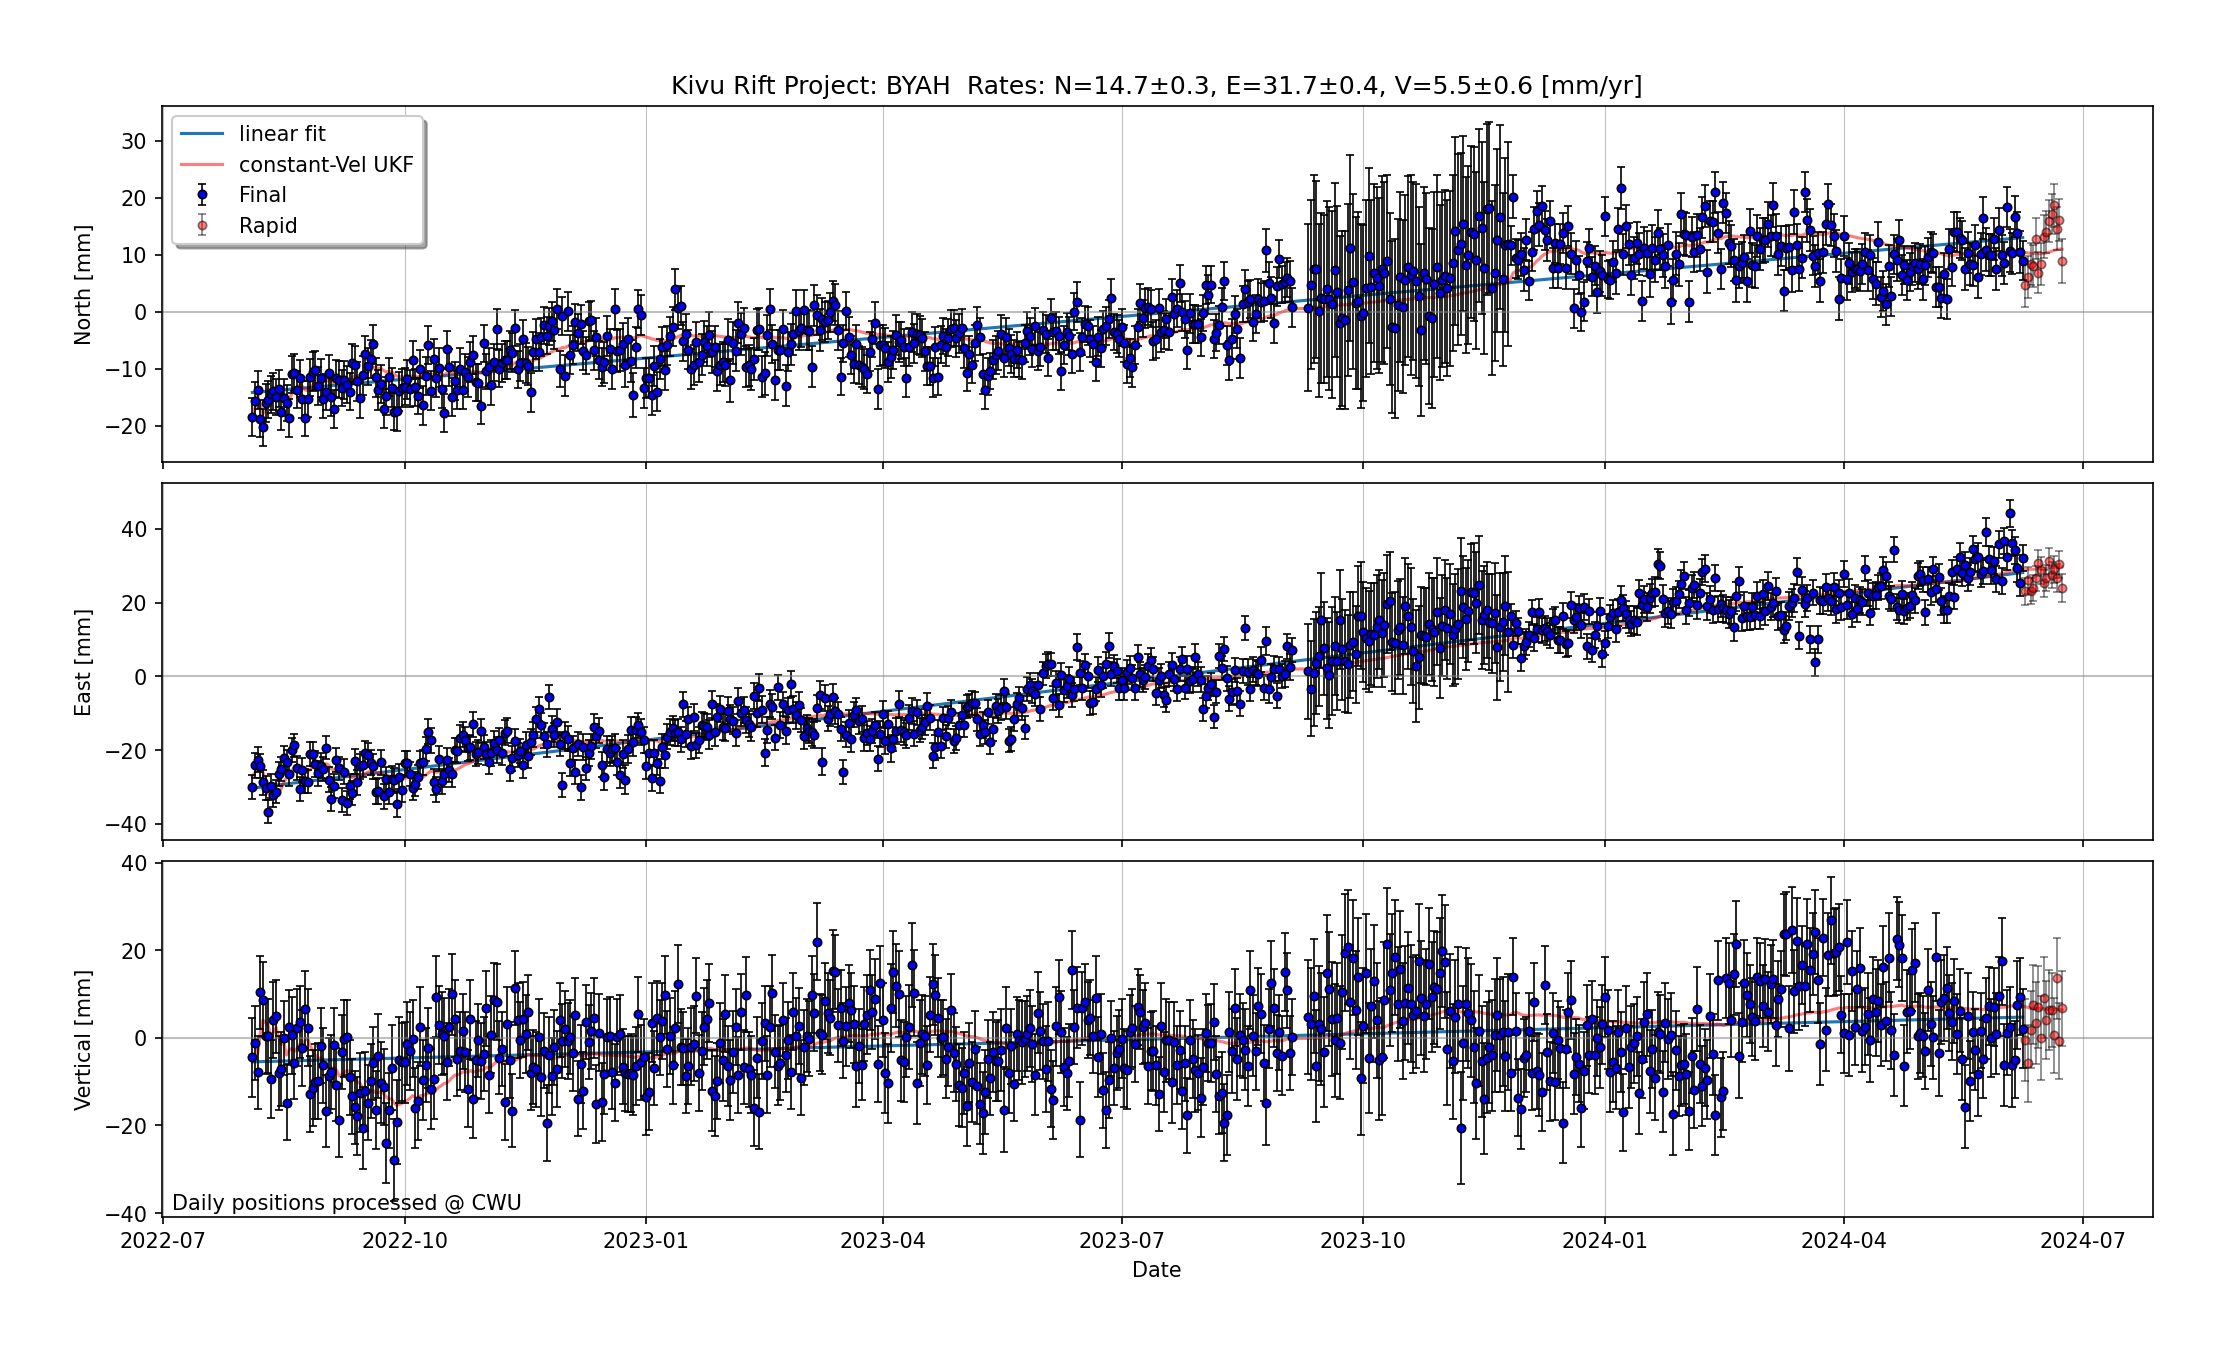 Kivu Rift Project: BYAH  Rates: N=14.7±0.3, E=31.7±0.4, V=5.5±0.6 [mm/yr]
linear fit
constant-Vel UKF
Final
Rapid
North [mm]
30
20
10
0
−10
−20
East [mm]
40
20
0
−20
−40
Vertical [mm]
40
20
0
−20
−40
Daily positions processed @ CWU
2022-07 2022-10 2023-01 2023-04 2023-07 2023-10 2024-01 2024-04 2024-07
Date